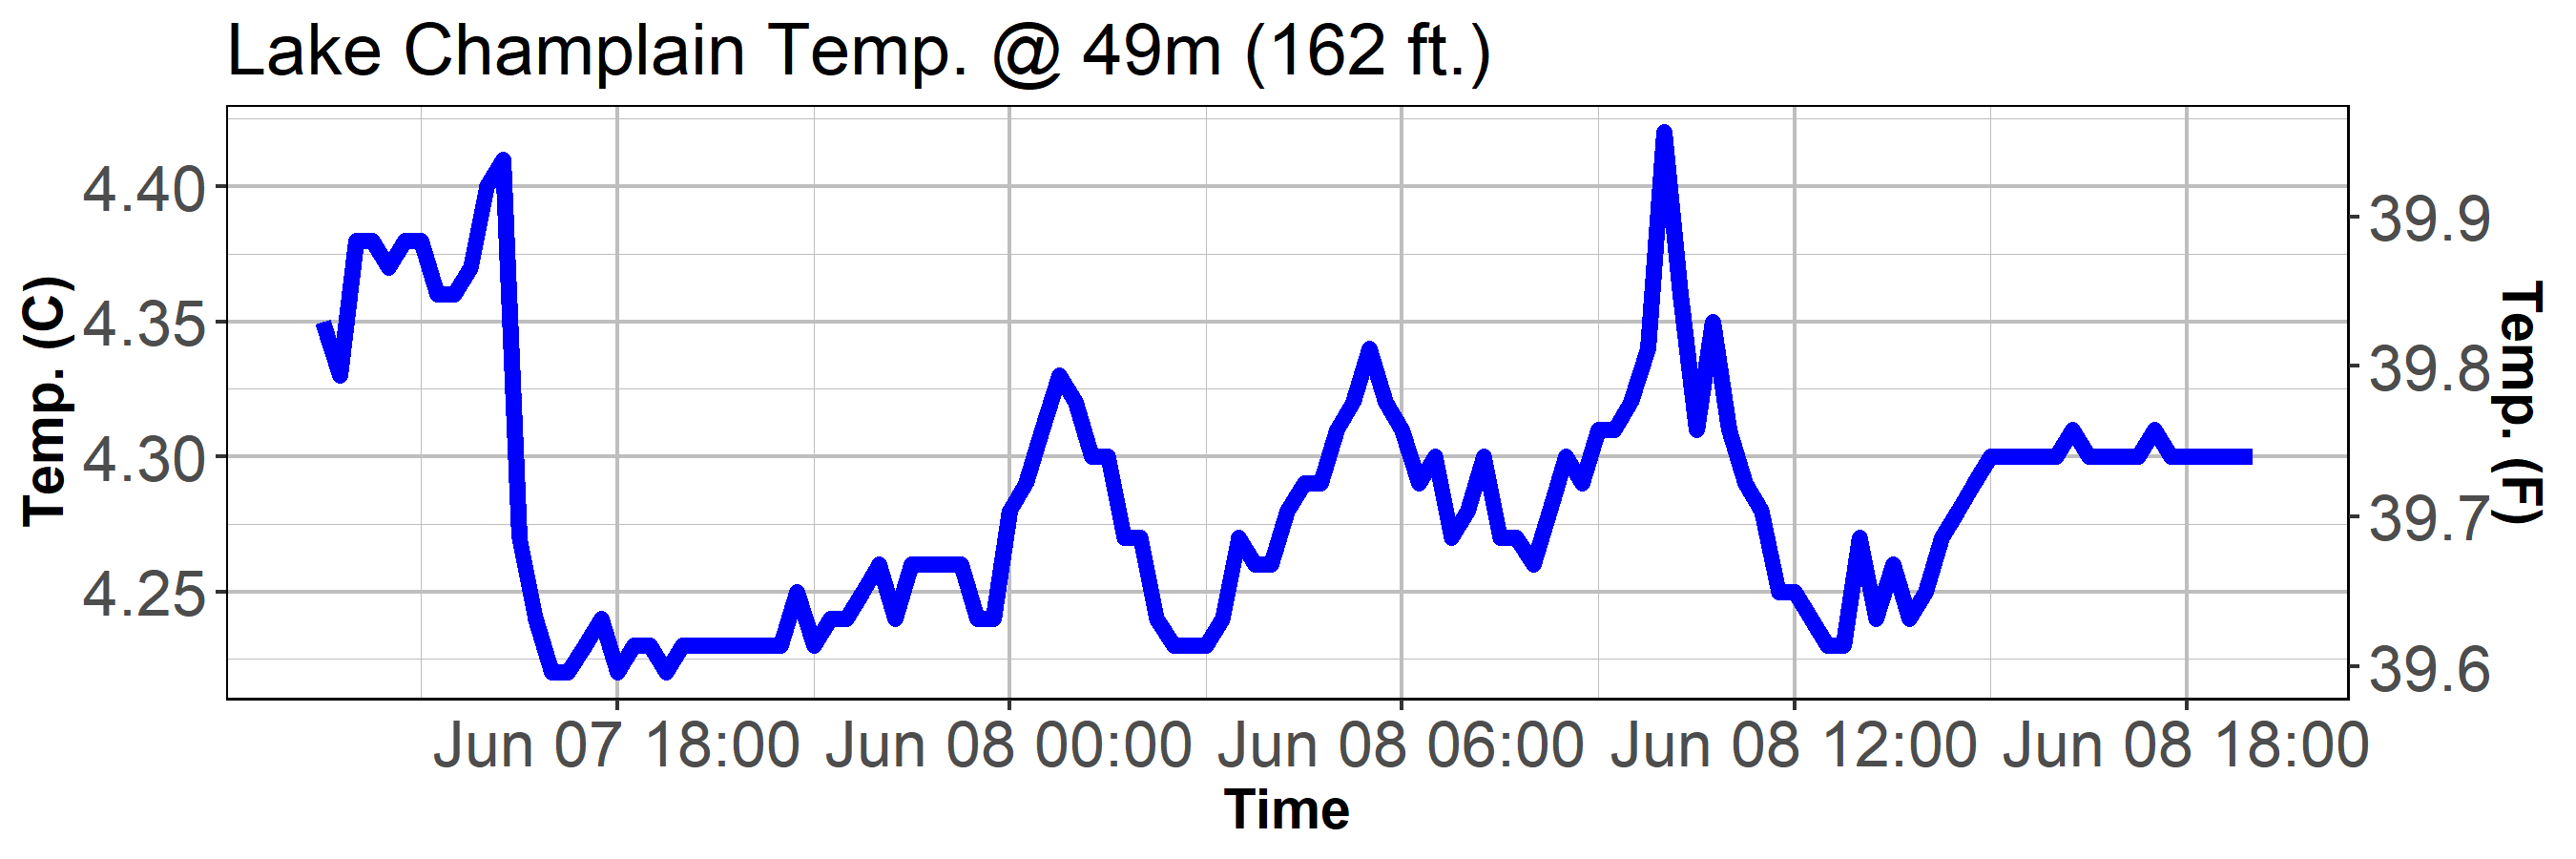 Lake Champlain Temp. @ 49m (162 ft.)
Temp. (C)
4.40
4.35
4.30
4.25
39.9
39.8
39.7
39.6
Temp. (F)
Jun 07 18:00 Jun 08 00:00 Jun 08 06:00 Jun 08 12:00 Jun 08 18:00
Time